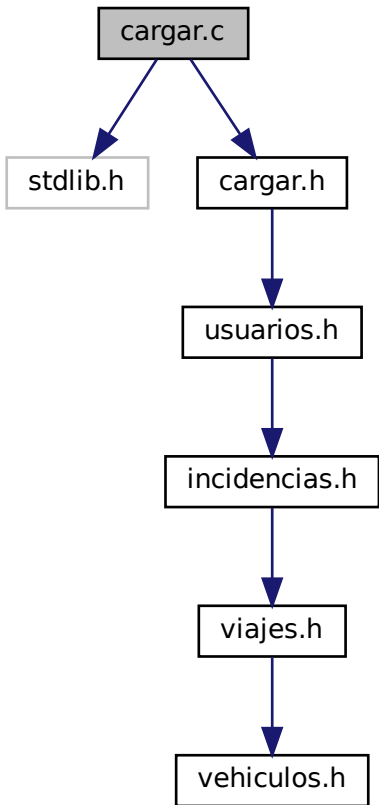 cargar.c
stdlib.h
cargar.h
usuarios.h
incidencias.h
viajes.h
vehiculos.h